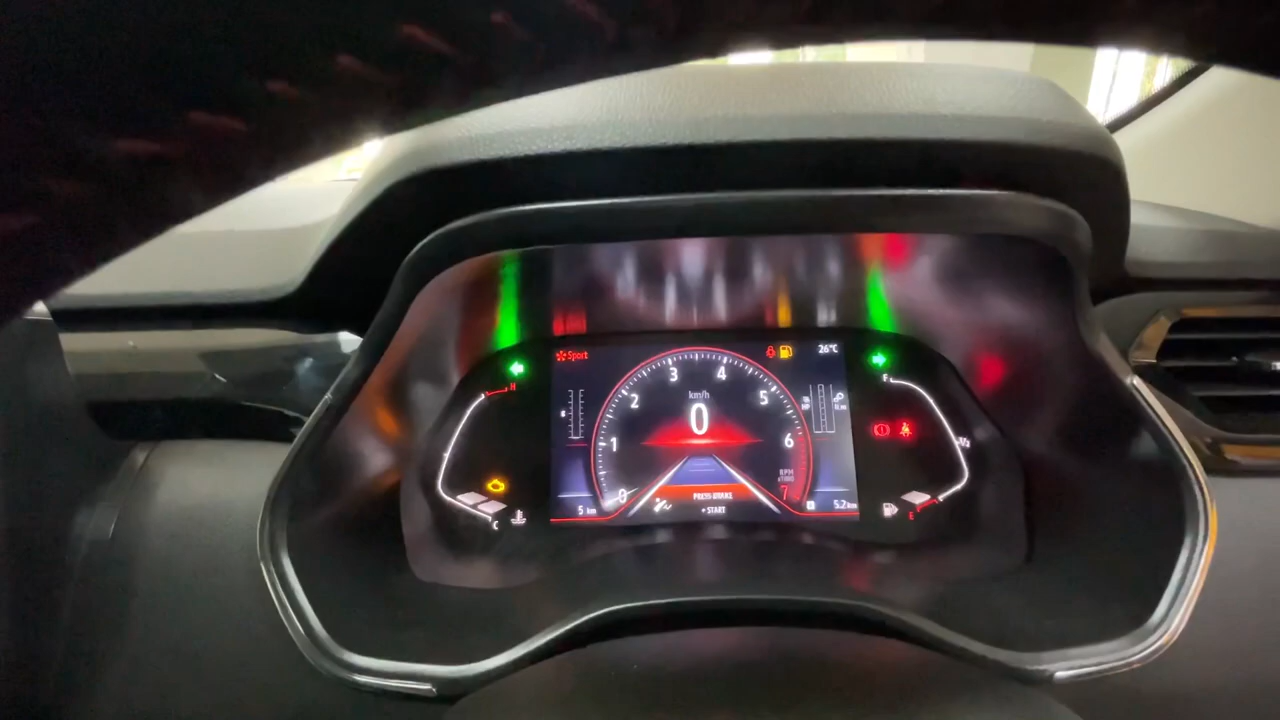 Sport
26°C
H
F
km/h
0
0
1
2
3
4
5
6
7
RPM
x1000
1/2
PRESS BRAKE
+ START
5 km
5.2 km
C
E